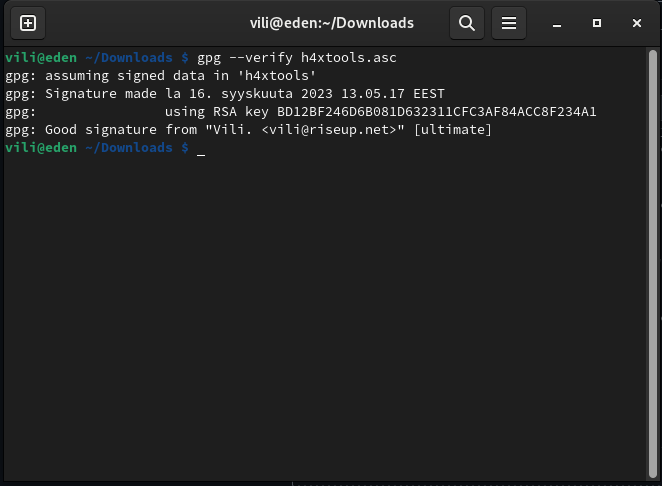 vili@eden:~/Downloads
vili@eden ~/Downloads $ gpg --verify h4xtools.asc
gpg: assuming signed data in 'h4xtools'
gpg: Signature made la 16. syyskuuta 2023 13.05.17 EEST
gpg:                using RSA key BD12BF246D6B081D632311CFC3AF84ACC8F234A1
gpg: Good signature from "Vili. <vili@riseup.net>" [ultimate]
vili@eden ~/Downloads $ _